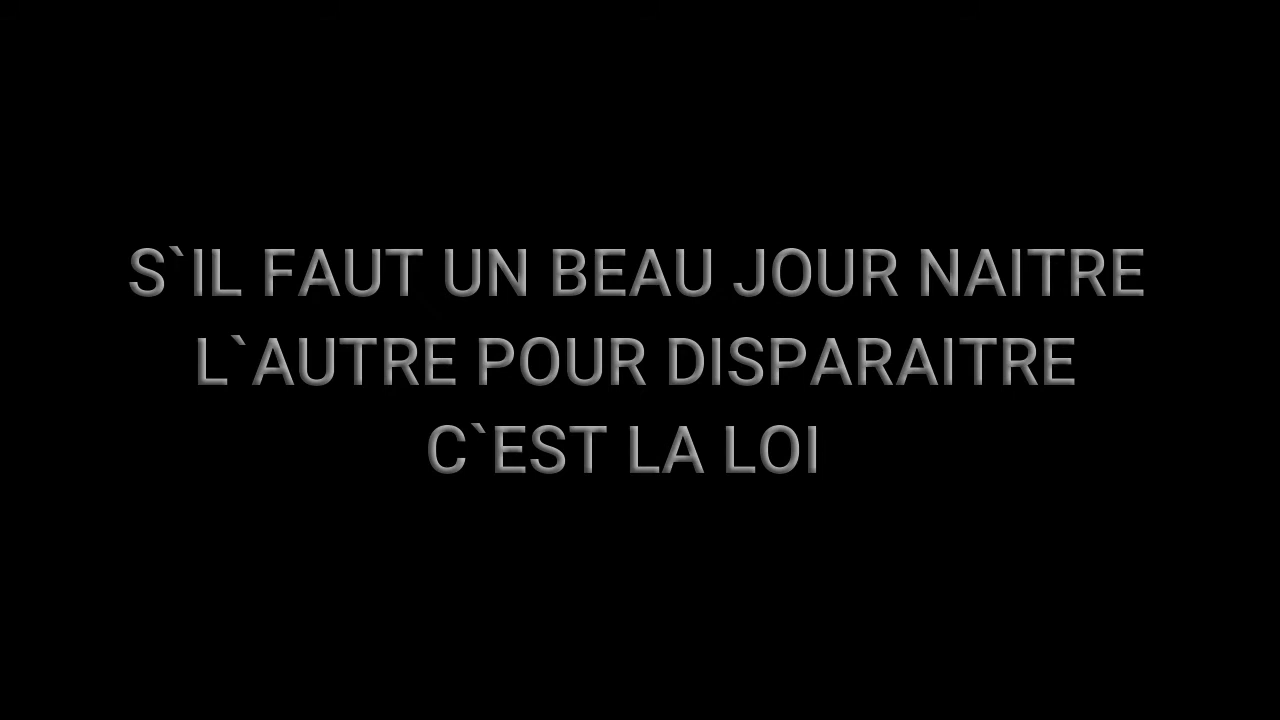 S`IL FAUT UN BEAU JOUR NAITRE
L`AUTRE POUR DISPARAITRE
C`EST LA LOI